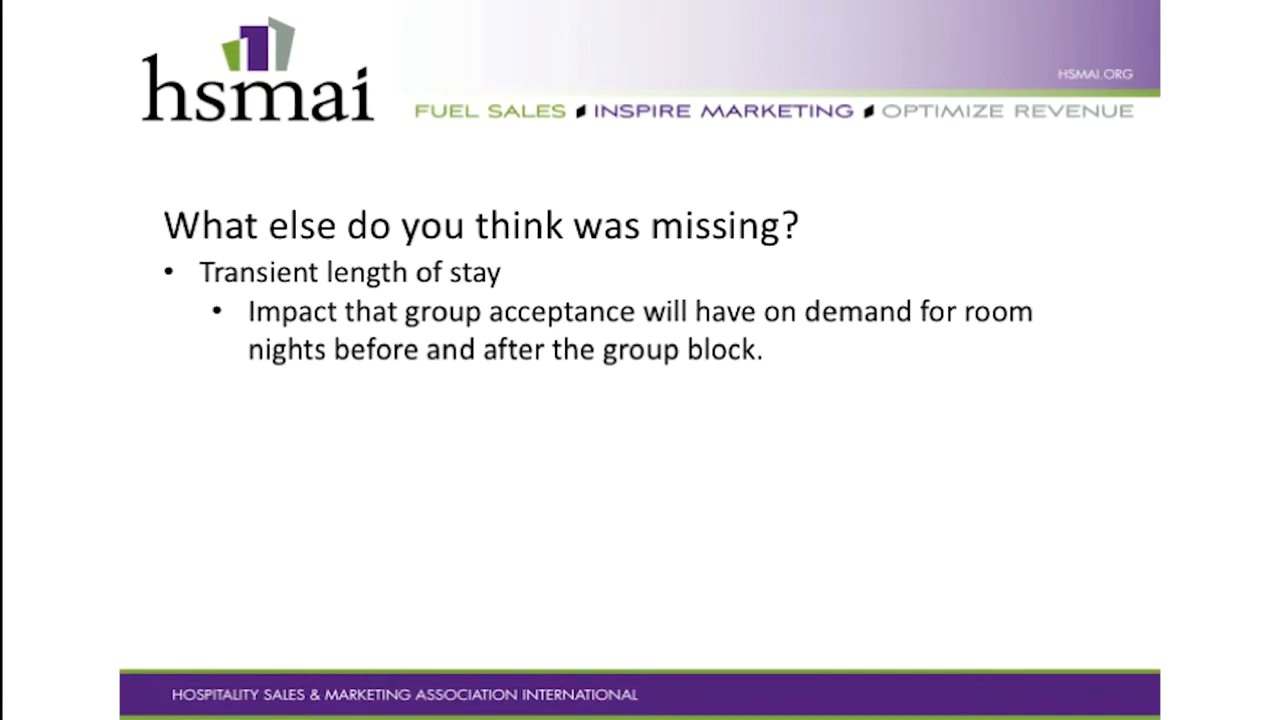 hsmai
HSMAI.ORG
FUEL SALES INSPIRE MARKETING OPTIMIZE REVENUE
What else do you think was missing?
• Transient length of stay
• Impact that group acceptance will have on demand for room
nights before and after the group block.
HOSPITALITY SALES & MARKETING ASSOCIATION INTERNATIONAL